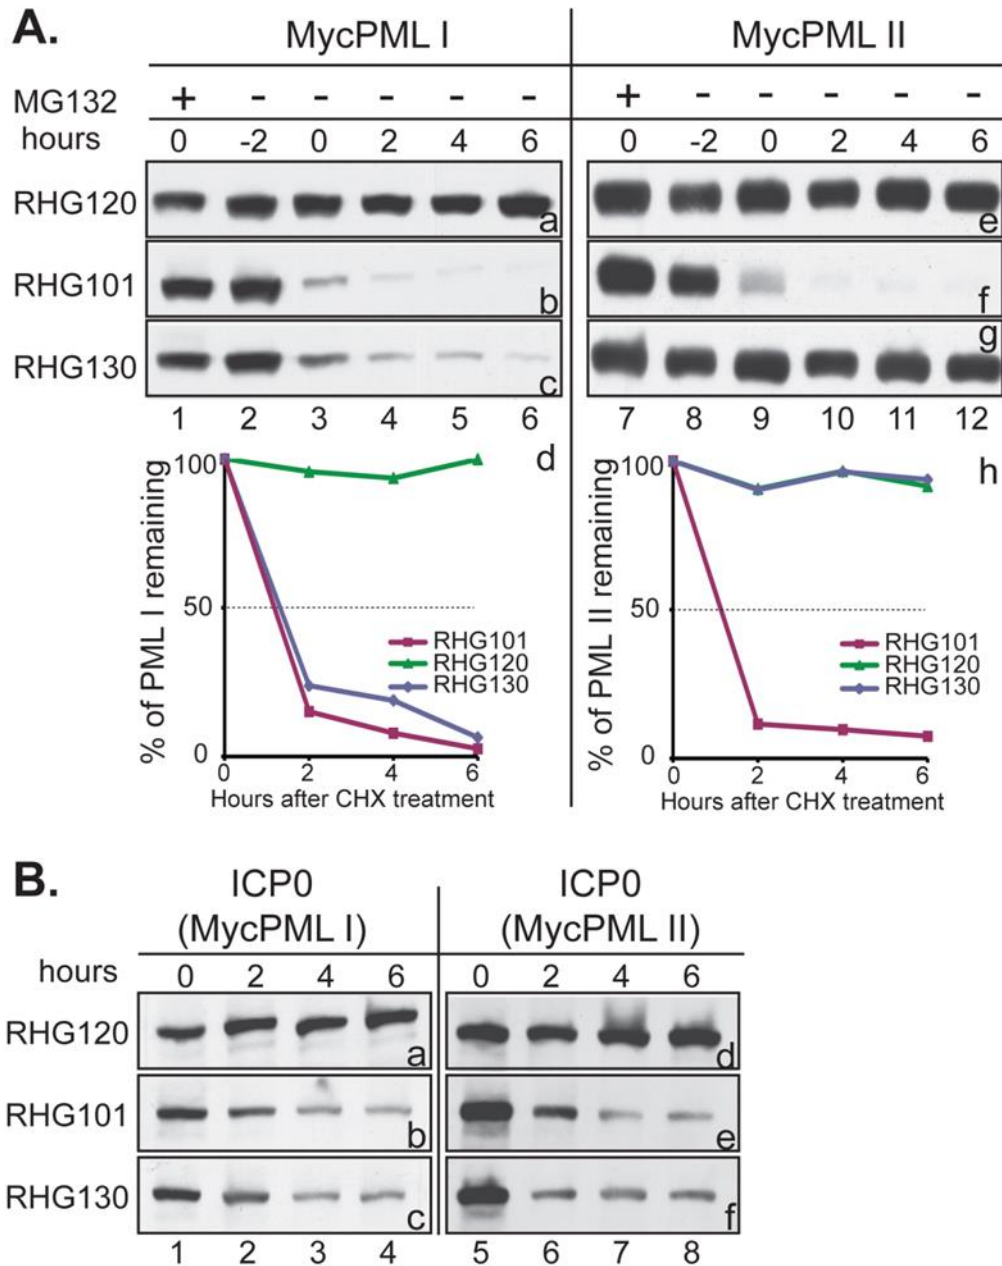 A.
MycPML I MycPML II
MG132 + - - - - - + - - - - -
hours 0 -2 0 2 4 6 0 -2 0 2 4 6
RHG120 a e
RHG101 b f
RHG130 c g
1 2 3 4 5 6 7 8 9 10 11 12
d h
% of PML I remaining
100
50
0
RHG101
RHG120
RHG130
0 2 4 6
Hours after CHX treatment
% of PML II remaining
100
50
0
RHG101
RHG120
RHG130
0 2 4 6
Hours after CHX treatment
B.
ICP0 ICP0
(MycPML I) (MycPML II)
hours 0 2 4 6 0 2 4 6
RHG120 a d
RHG101 b e
RHG130 c f
1 2 3 4 5 6 7 8